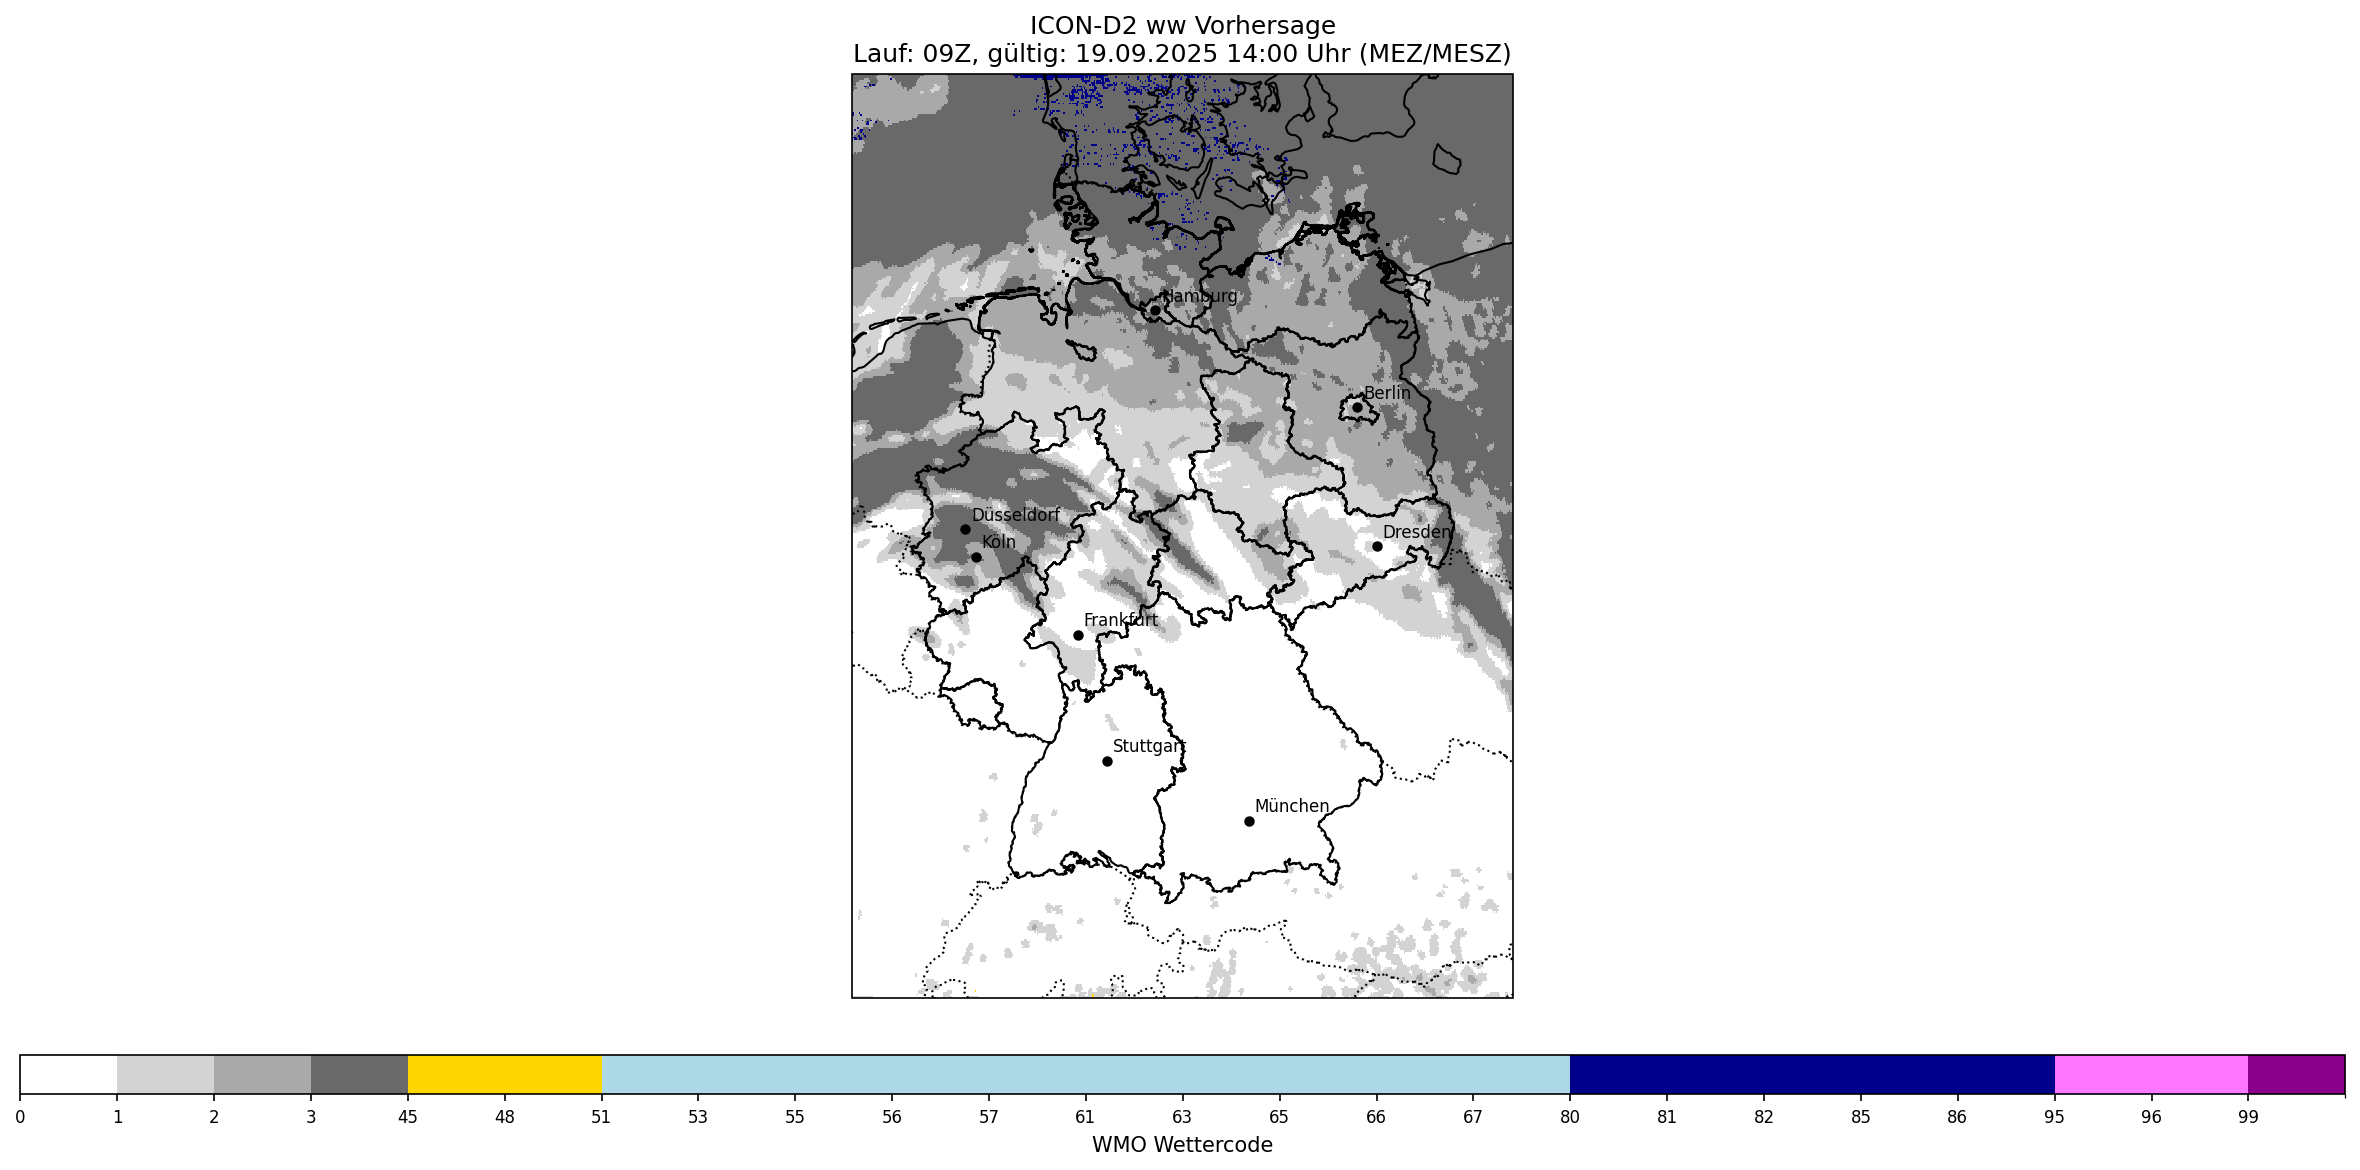 ICON-D2 ww Vorhersage
Lauf: 09Z, gültig: 19.09.2025 14:00 Uhr (MEZ/MESZ)
Hamburg
Berlin
Düsseldorf
Dresden
Köln
Frankfurt
Stuttgart
München
0 1 2 3 45 48 51 53 55 56 57 61 63 65 66 67 80 81 82 85 86 95 96 99
WMO Wettercode